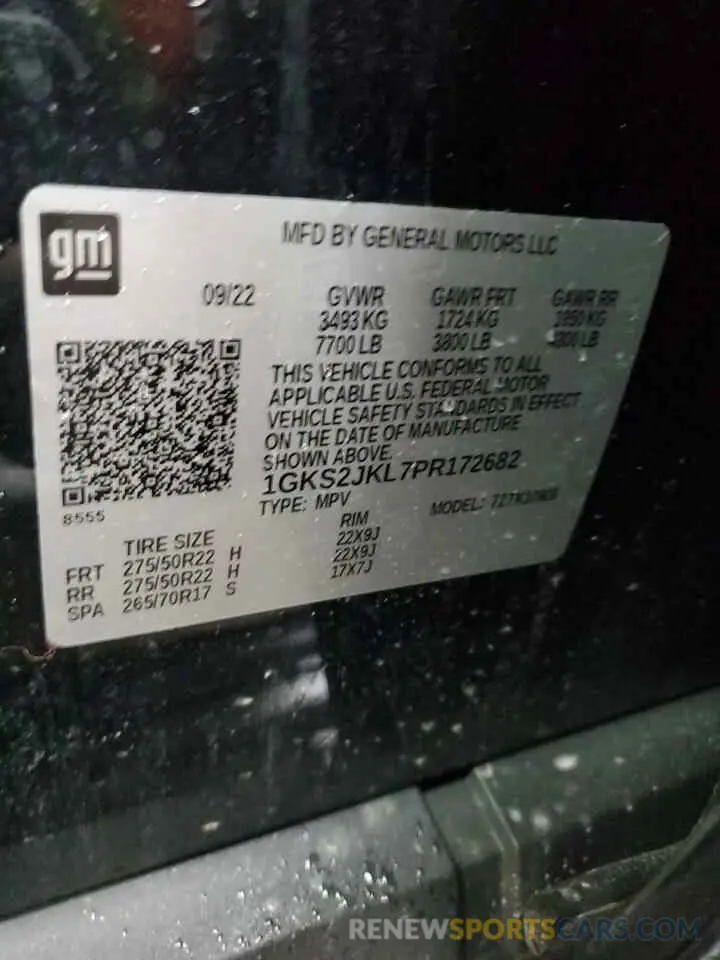 gm
MFD BY GENERAL MOTORS LLC
09/22 GVWR GAWR FRT GAWR RR
3493 KG 1724 KG KG
7700 LB 3800 LB LB
THIS VEHICLE CONFORMS TO ALL
APPLICABLE U.S. FEDERAL MOTOR
VEHICLE SAFETY STANDARDS IN EFFECT
ON THE DATE OF MANUFACTURE
SHOWN ABOVE.
1GKS2JKL7PR172682
TYPE: MPV MODEL:
8555
TIRE SIZE RIM
FRT 275/50R22 H 22X9J
RR 275/50R22 H 22X9J
SPA 265/70R17 S 17X7J
RENEWSPORTSCARS.COM